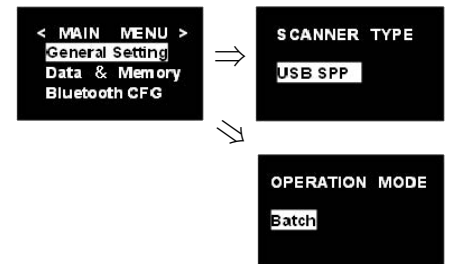 < MAIN MENU >
General Setting
Data & Memory
Bluetooth CFG
SCANNER TYPE
USB SPP
OPERATION MODE
Batch